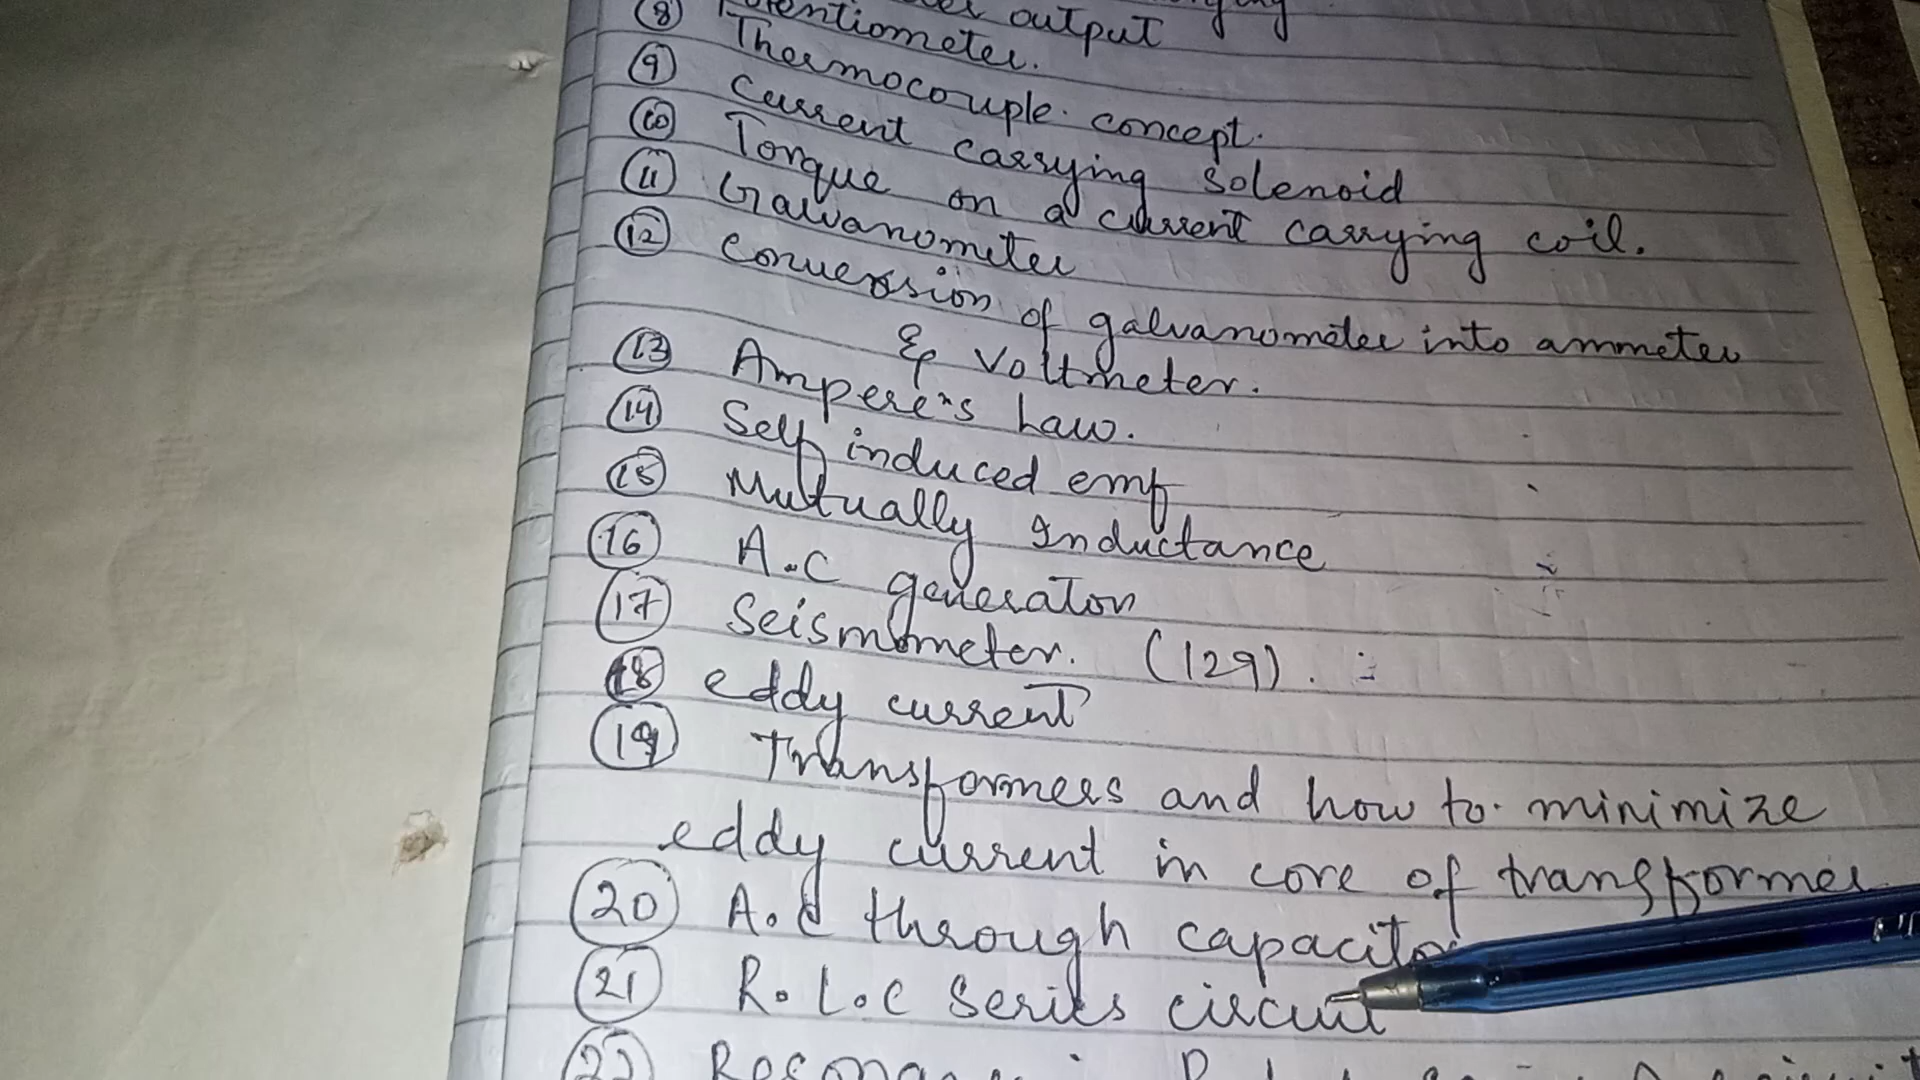 output
Potentiometer.
(8) Thermocouple concept.
(9) Current carrying solenoid
(10) Torque on a current carrying coil.
(11) Galvanometer
(12) Conversion of galvanometer into ammeter
& Voltmeter.
(13) Ampere's Law.
(14) Self induced emf
(15) Mutually Inductance
(16) A.C generator
(17) Seismometer. (129).
(18) eddy current
(19) Transformers and how to minimize
eddy current in core of transformer
(20) A.C through capacitor
(21) R.L.C Series circuit
(22)